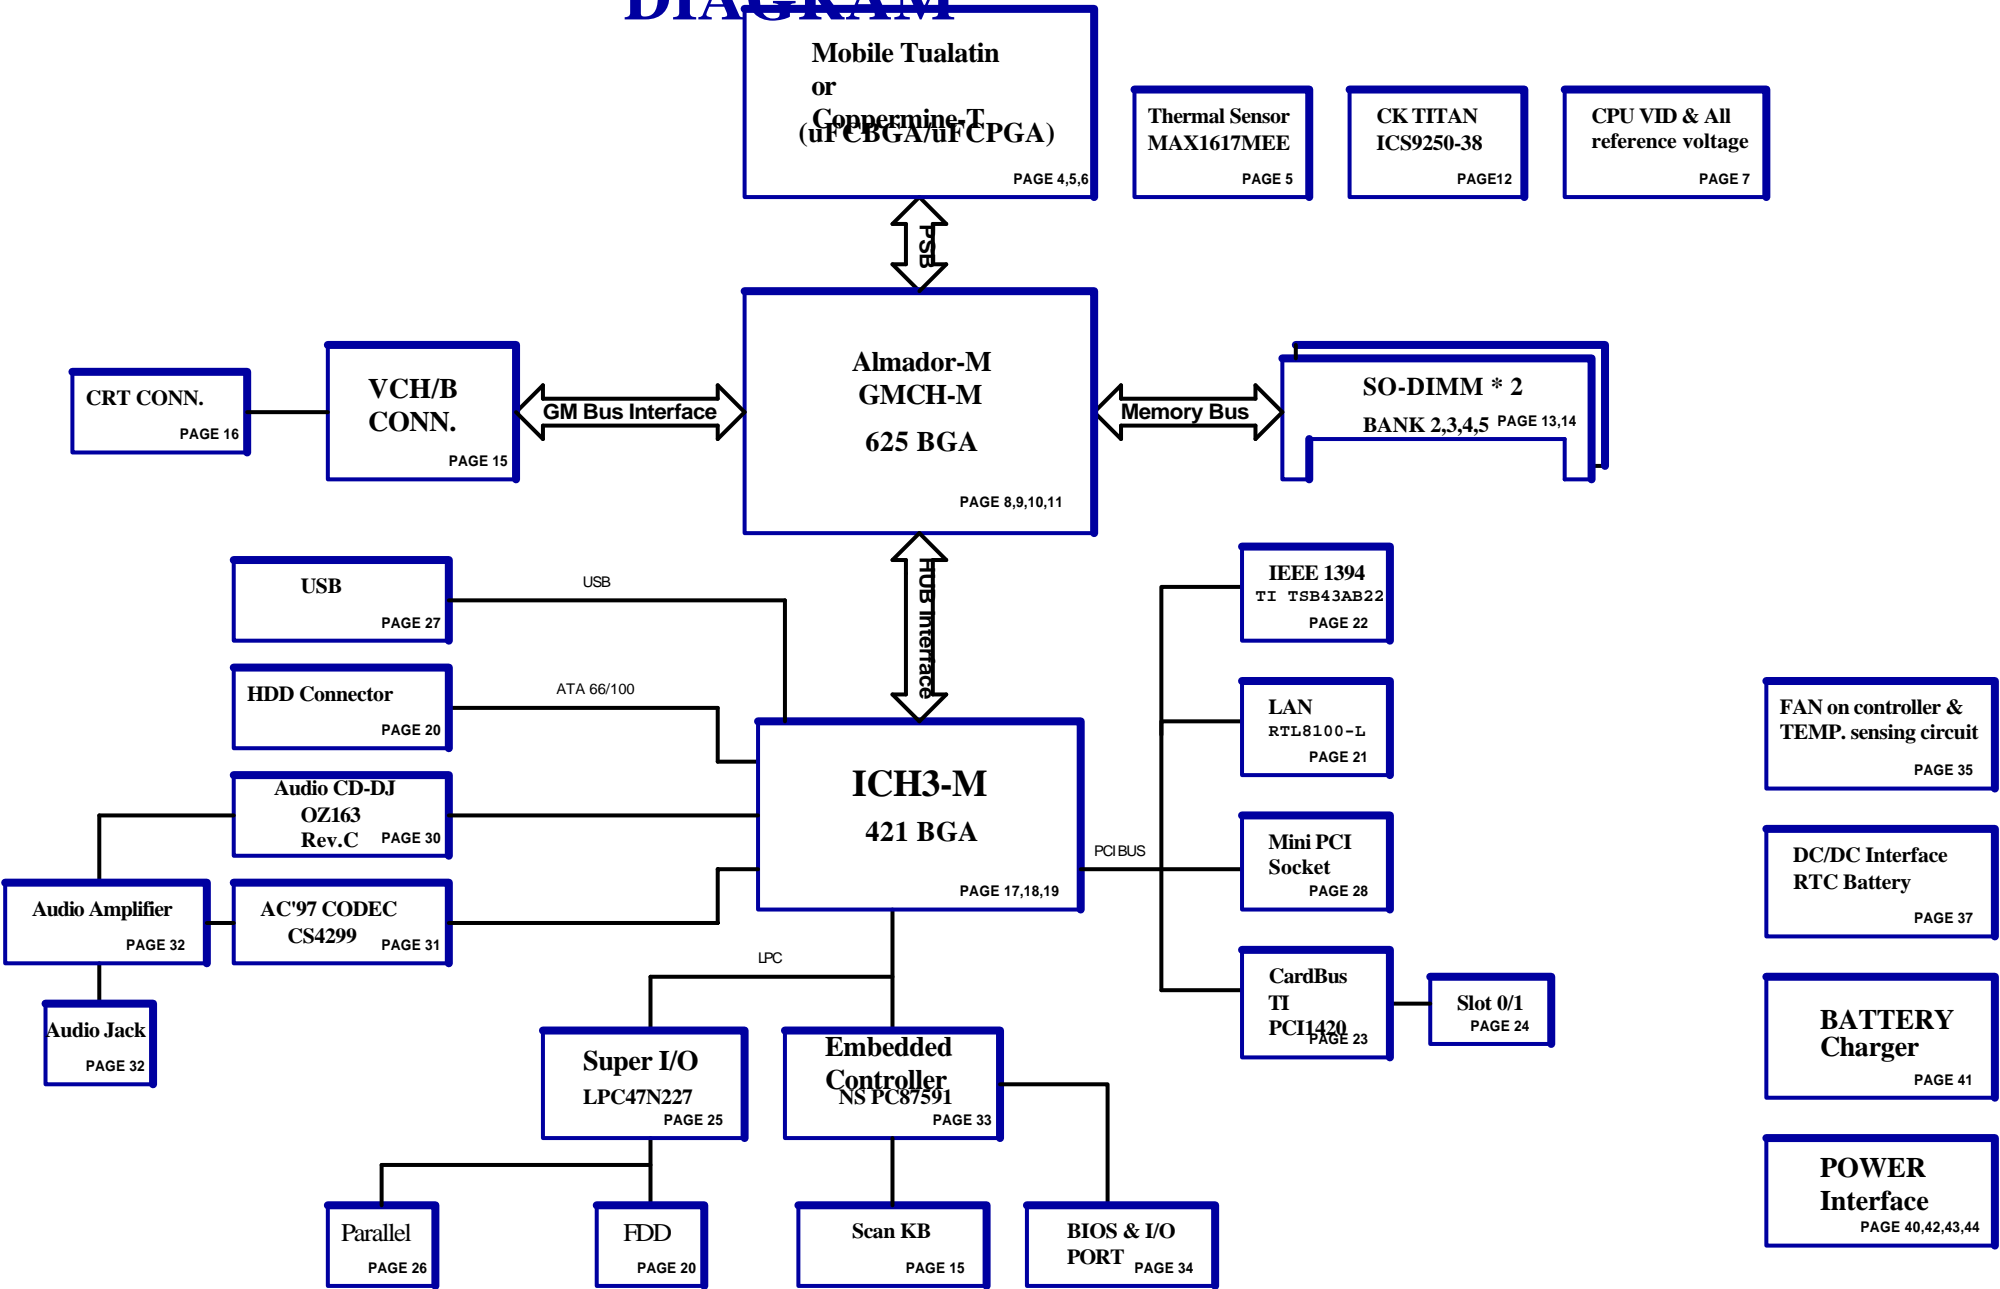 DIAGRAM
Mobile Tualatin
or
Coppermine-T
(uFCBGA/uFCPGA)
PAGE 4,5,6
Thermal Sensor
MAX1617MEE
PAGE 5
CK TITAN
ICS9250-38
PAGE12
CPU VID & All
reference voltage
PAGE 7
PSB
CRT CONN.
PAGE 16
VCH/B
CONN.
PAGE 15
GM Bus Interface
Almador-M
GMCH-M
625 BGA
PAGE 8,9,10,11
Memory Bus
SO-DIMM * 2
BANK 2,3,4,5 PAGE 13,14
HUB Interface
USB
PAGE 27
USB
HDD Connector
PAGE 20
ATA 66/100
Audio CD-DJ
OZ163
Rev.C PAGE 30
Audio Amplifier
PAGE 32
AC'97 CODEC
CS4299 PAGE 31
Audio Jack
PAGE 32
ICH3-M
421 BGA
PAGE 17,18,19
PCI BUS
IEEE 1394
TI TSB43AB22
PAGE 22
LAN
RTL8100-L
PAGE 21
Mini PCI
Socket
PAGE 28
CardBus
TI
PCI1420
PAGE 23
Slot 0/1
PAGE 24
LPC
Super I/O
LPC47N227
PAGE 25
Embedded
Controller
NS PC87591
PAGE 33
Parallel
PAGE 26
FDD
PAGE 20
Scan KB
PAGE 15
BIOS & I/O
PORT PAGE 34
FAN on controller &
TEMP. sensing circuit
PAGE 35
DC/DC Interface
RTC Battery
PAGE 37
BATTERY
Charger
PAGE 41
POWER
Interface
PAGE 40,42,43,44